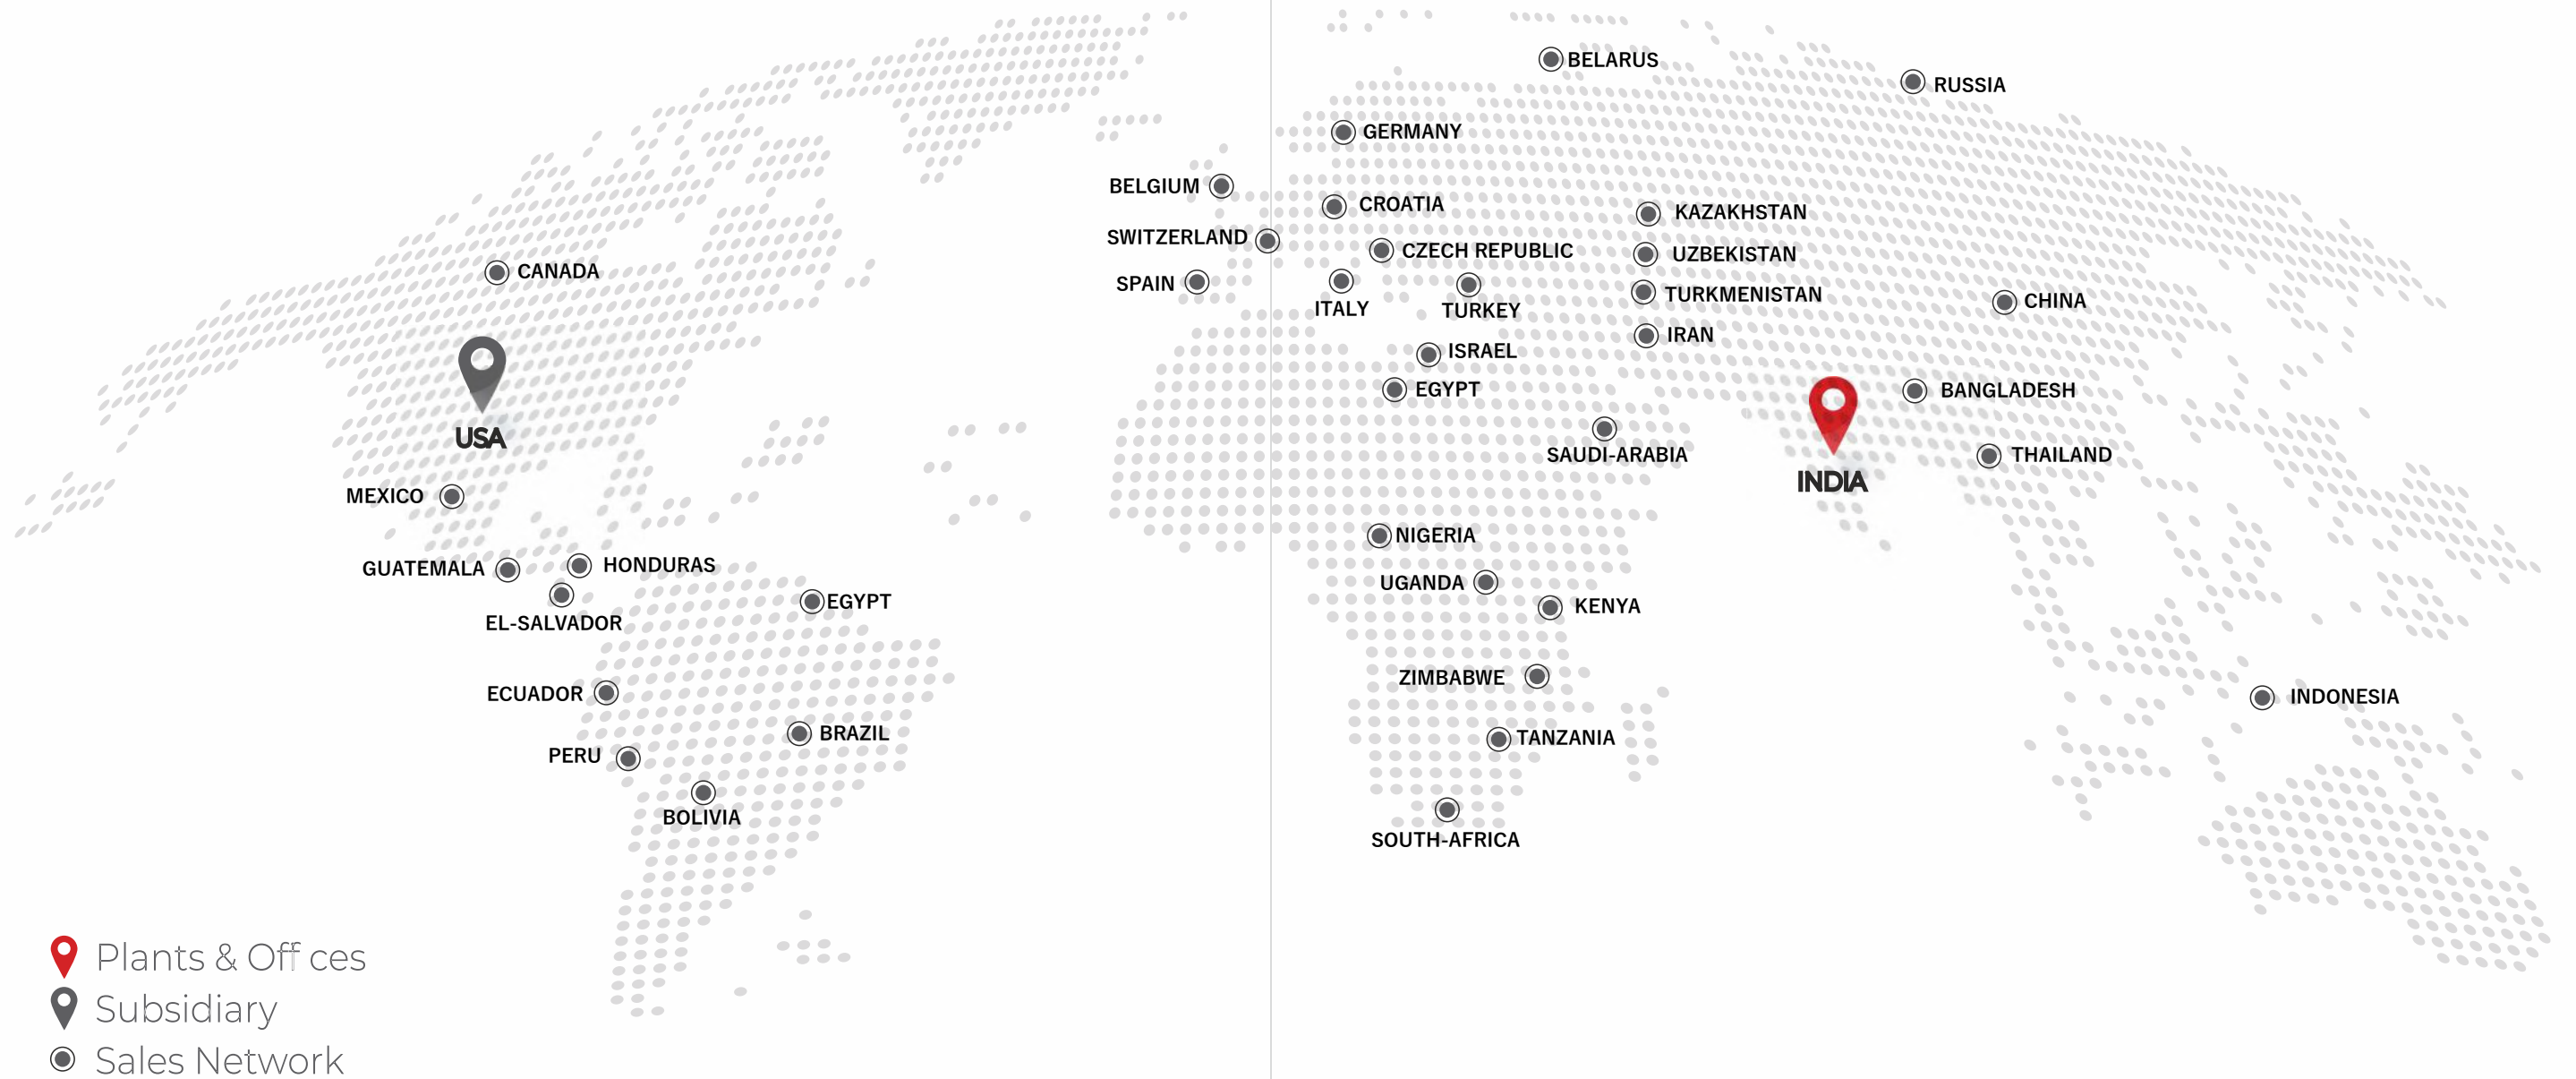 BELARUS
RUSSIA
GERMANY
BELGIUM
CROATIA
KAZAKHSTAN
SWITZERLAND
CZECH REPUBLIC
UZBEKISTAN
CANADA
SPAIN
ITALY
TURKEY
TURKMENISTAN
CHINA
IRAN
ISRAEL
EGYPT
BANGLADESH
USA
SAUDI-ARABIA
THAILAND
INDIA
MEXICO
NIGERIA
GUATEMALA
HONDURAS
UGANDA
EGYPT
KENYA
EL-SALVADOR
ZIMBABWE
ECUADOR
INDONESIA
BRAZIL
TANZANIA
PERU
BOLIVIA
SOUTH-AFRICA
Plants & Off ces
Subsidiary
Sales Network